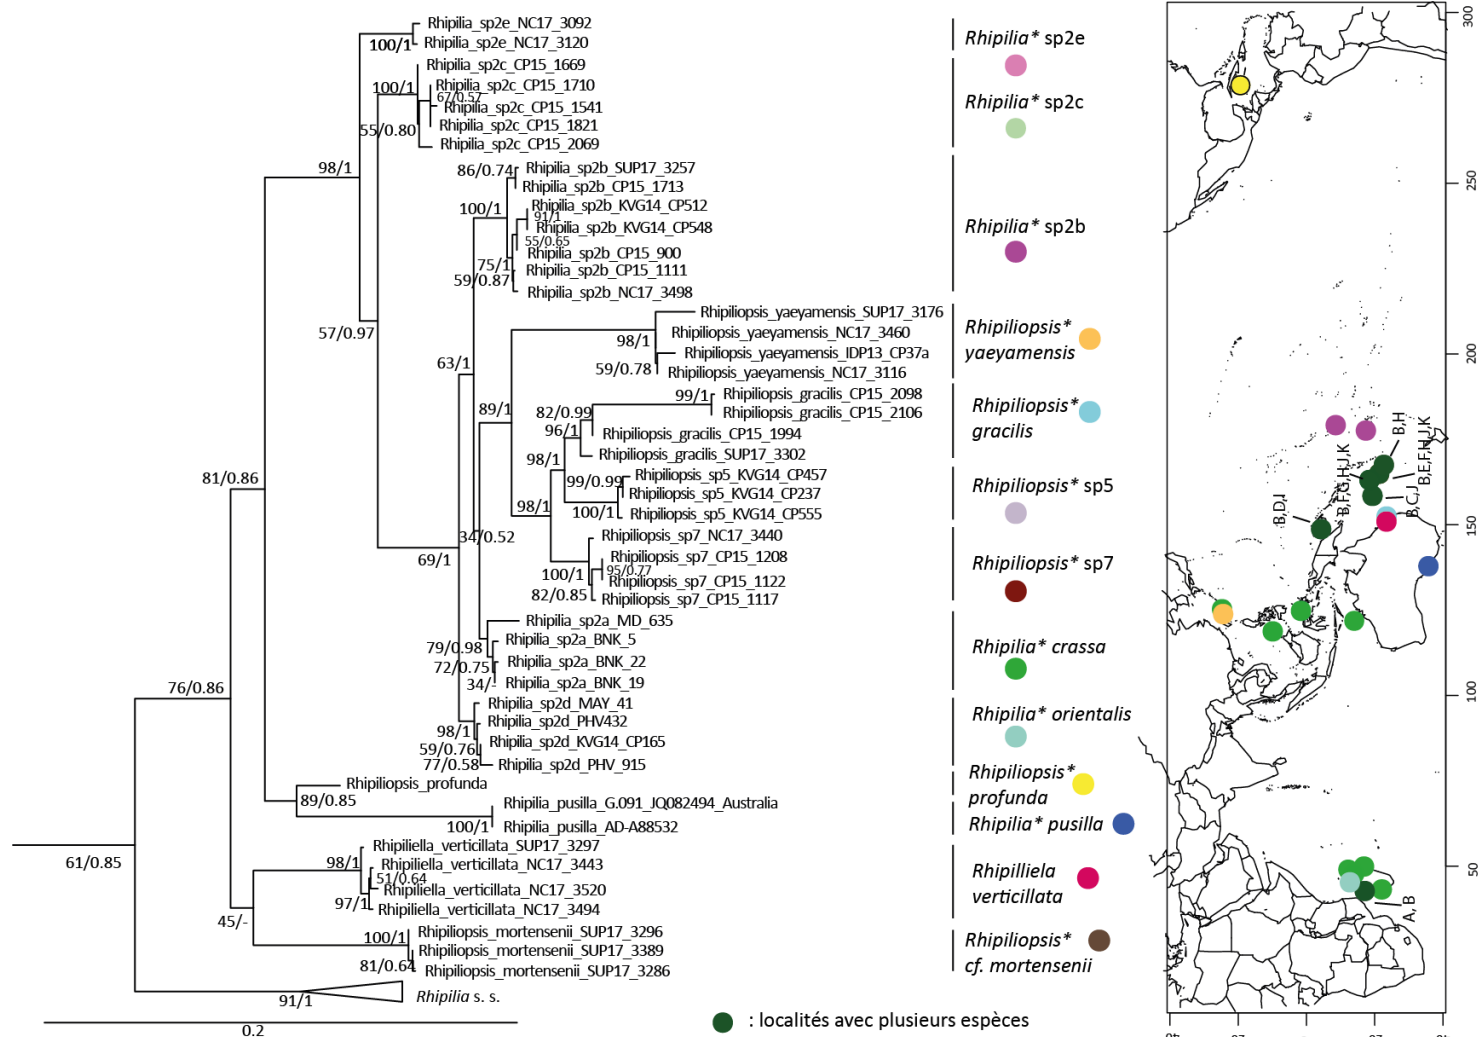 Rhipilia_sp2e_NC17_3092
100/1
Rhipilia_sp2e_NC17_3120
Rhipilia_sp2c_CP15_1669
100/1
Rhipilia_sp2c_CP15_1710
67/0.57
Rhipilia_sp2c_CP15_1541
55/0.80
Rhipilia_sp2c_CP15_1821
Rhipilia_sp2c_CP15_2069
98/1
86/0.74
Rhipilia_sp2b_SUP17_3257
Rhipilia_sp2b_CP15_1713
100/1
Rhipilia_sp2b_KVG14_CP512
91/1
Rhipilia_sp2b_KVG14_CP548
55/0.65
Rhipilia_sp2b_CP15_900
75/1
Rhipilia_sp2b_CP15_1111
59/0.87
Rhipilia_sp2b_NC17_3498
57/0.97
Rhipiliopsis_yaeyamensis_SUP17_3176
Rhipiliopsis_yaeyamensis_NC17_3460
98/1
Rhipiliopsis_yaeyamensis_IDP13_CP37a
59/0.78
Rhipiliopsis_yaeyamensis_NC17_3116
63/1
99/1
Rhipiliopsis_gracilis_CP15_2098
Rhipiliopsis_gracilis_CP15_2106
89/1
82/0.99
96/1
Rhipiliopsis_gracilis_CP15_1994
Rhipiliopsis_gracilis_SUP17_3302
98/1
Rhipiliopsis_sp5_KVG14_CP457
99/0.99
Rhipiliopsis_sp5_KVG14_CP237
98/1
100/1
Rhipiliopsis_sp5_KVG14_CP555
81/0.86
34/0.52
Rhipiliopsis_sp7_NC17_3440
Rhipiliopsis_sp7_CP15_1208
69/1
100/1
95/0.77
Rhipiliopsis_sp7_CP15_1122
82/0.85
Rhipiliopsis_sp7_CP15_1117
Rhipilia_sp2a_MD_635
79/0.98
Rhipilia_sp2a_BNK_5
72/0.75
Rhipilia_sp2a_BNK_22
34/-
Rhipilia_sp2a_BNK_19
76/0.86
Rhipilia_sp2d_MAY_41
98/1
Rhipilia_sp2d_PHV432
59/0.76
Rhipilia_sp2d_KVG14_CP165
77/0.58
Rhipilia_sp2d_PHV_915
Rhipiliopsis_profunda
89/0.85
Rhipilia_pusilla_G.091_JQ082494_Australia
100/1
Rhipilia_pusilla_AD-A88532
61/0.85
Rhipiliella_verticillata_SUP17_3297
98/1
Rhipiliella_verticillata_NC17_3443
51/0.64
Rhipiliella_verticillata_NC17_3520
97/1
Rhipiliella_verticillata_NC17_3494
45/-
100/1
Rhipiliopsis_mortensenii_SUP17_3296
Rhipiliopsis_mortensenii_SUP17_3389
81/0.64
Rhipiliopsis_mortensenii_SUP17_3286
91/1
Rhipilia s. s.
0.2
Rhipilia* sp2e
Rhipilia* sp2c
Rhipilia* sp2b
Rhipiliopsis*
yaeyamensis
Rhipiliopsis*
gracilis
Rhipiliopsis* sp5
Rhipiliopsis* sp7
Rhipilia* crassa
Rhipilia* orientalis
Rhipiliopsis*
profunda
Rhipilia* pusilla
Rhipilliela
verticillata
Rhipiliopsis*
cf. mortensenii
: localités avec plusieurs espèces
300
250
200
150
100
50
B,H
B,E,F,H,J,K
B,F,G,H,J,K
B,C,J
B,D,I
A,B